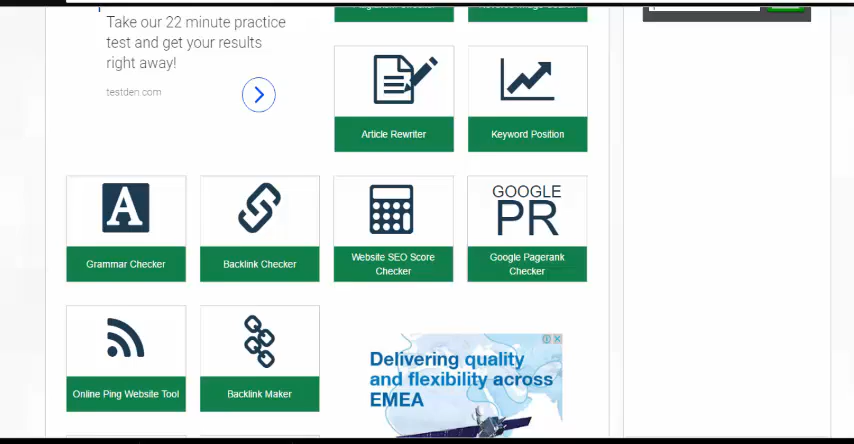 Take our 22 minute practice
test and get your results
right away!
testden.com
Article Rewriter
Keyword Position
A
Grammar Checker
Backlink Checker
Website SEO Score
Checker
GOOGLE
PR
Google Pagerank
Checker
Online Ping Website Tool
Backlink Maker
Delivering quality
and flexibility across
EMEA